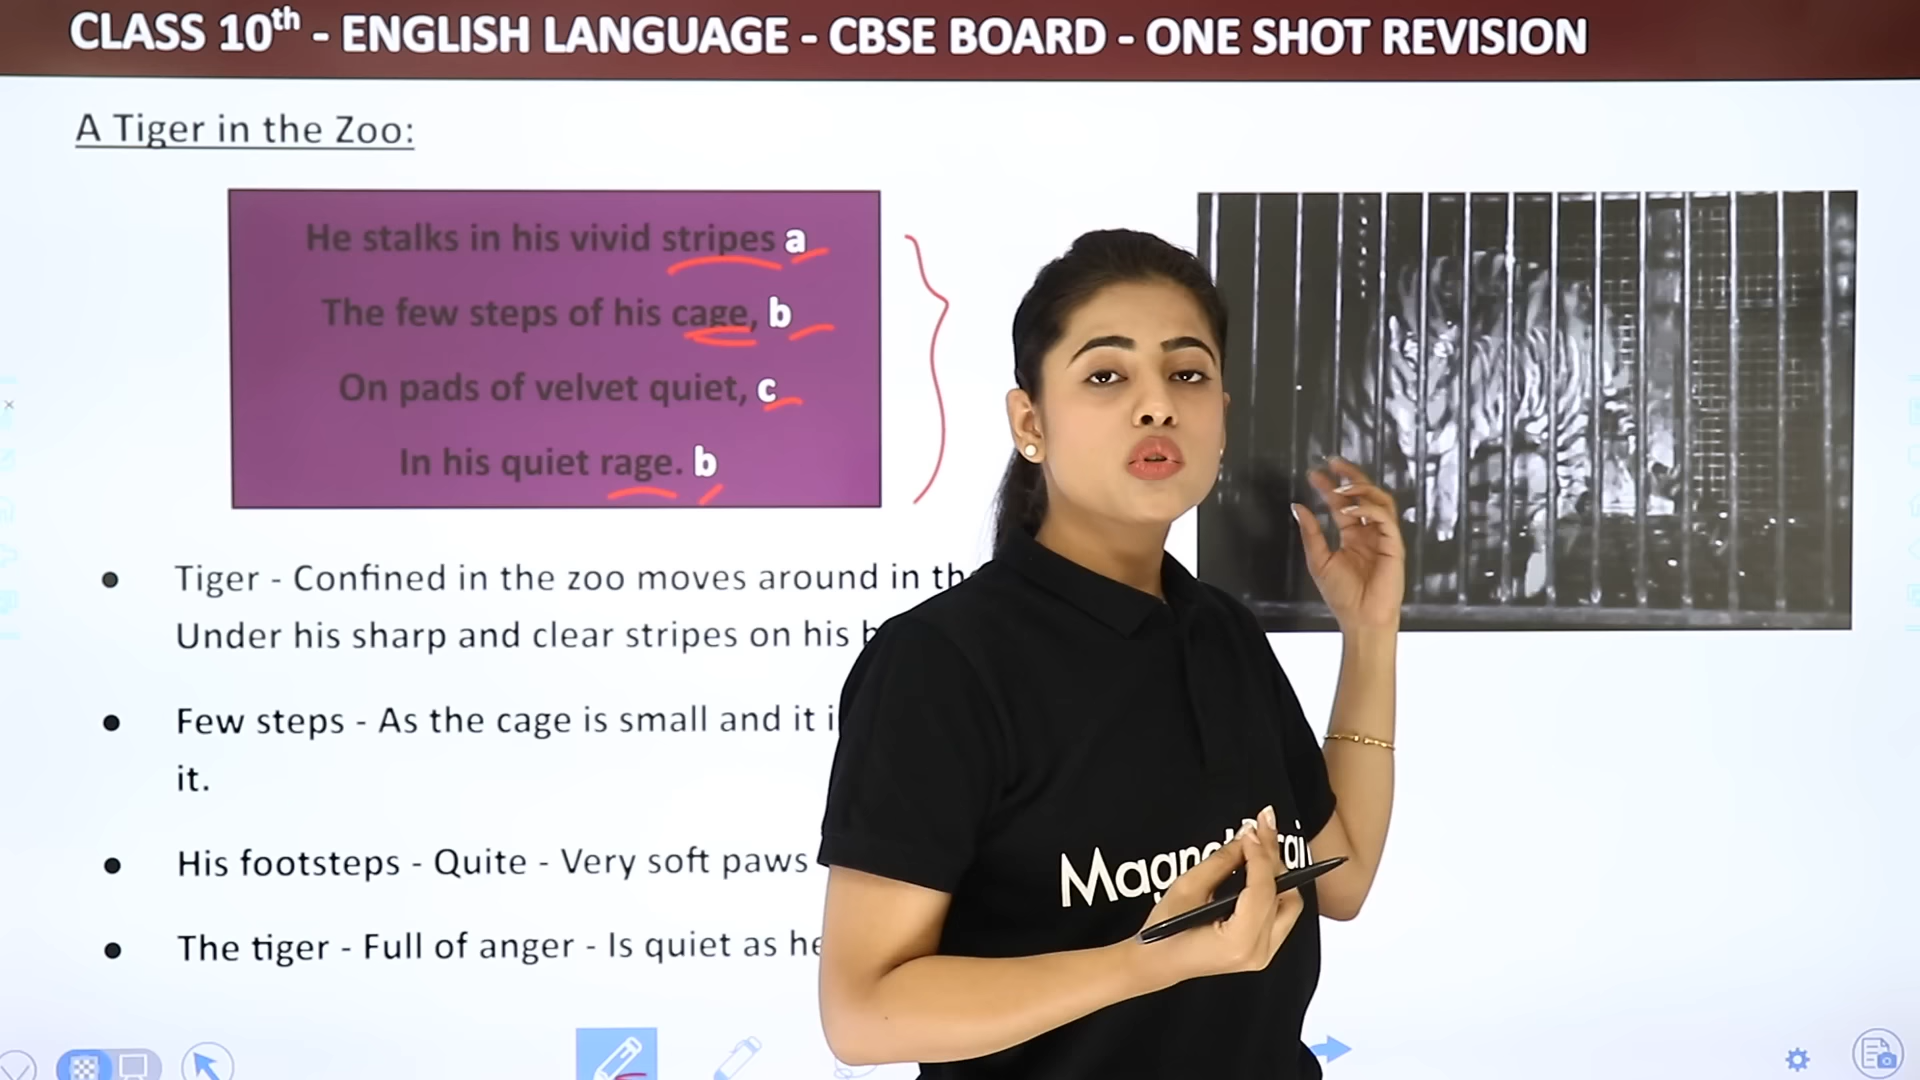 CLASS 10th - ENGLISH LANGUAGE - CBSE BOARD - ONE SHOT REVISION
A Tiger in the Zoo:
He stalks in his vivid stripes a
The few steps of his cage, b
On pads of velvet quiet, c
In his quiet rage. b
Tiger - Confined in the zoo moves around in
Under his sharp and clear stripes on his
Few steps - As the cage is small and it
it.
His footsteps - Quite - Very soft paws
The tiger - Full of anger - Is quiet as